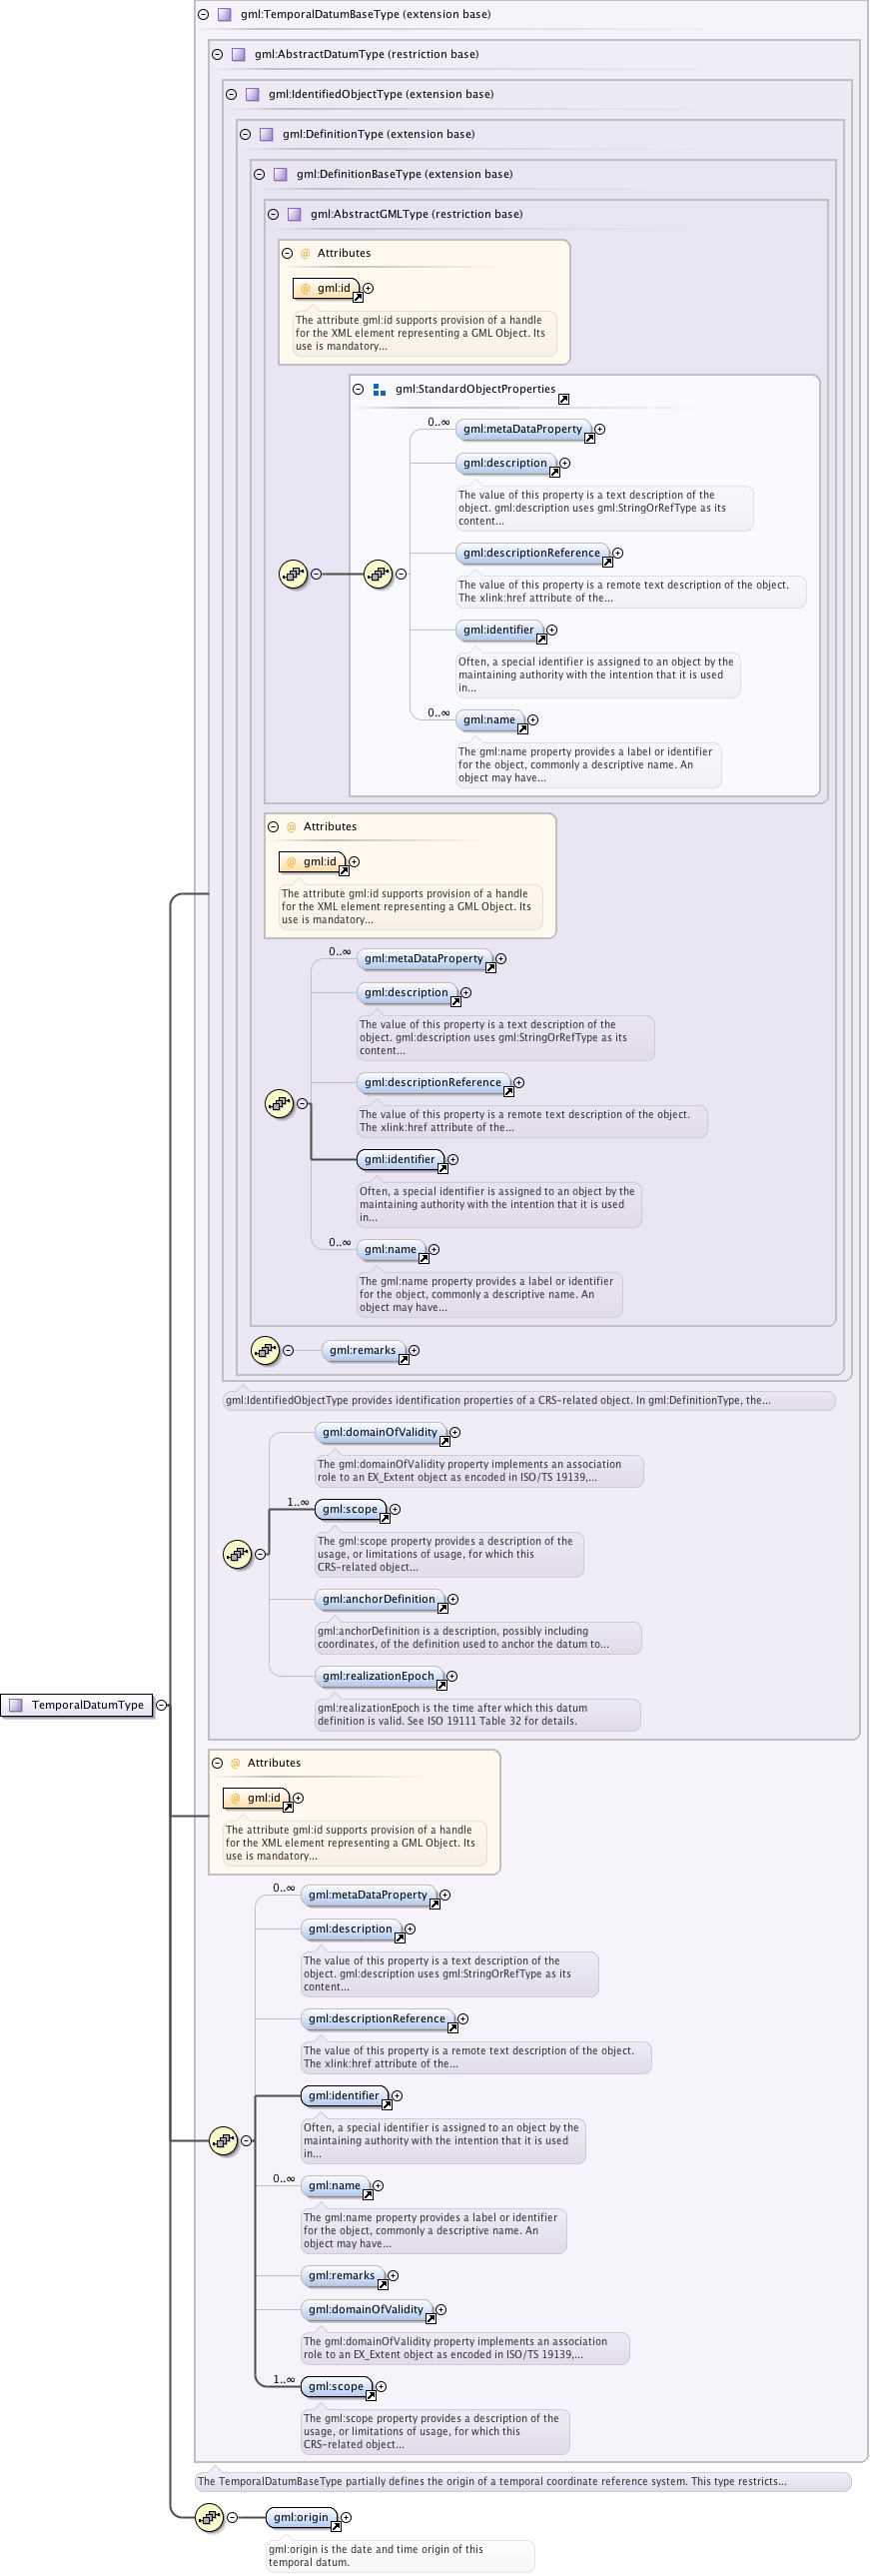 gml:TemporalDatumBaseType (extension base)
gml:AbstractDatumType (restriction base)
gml:IdentifiedObjectType (extension base)
gml:DefinitionType (extension base)
gml:DefinitionBaseType (extension base)
gml:AbstractGMLType (restriction base)
@ Attributes
@ gml:id
The attribute gml:id supports provision of a handle
for the XML element representing a GML Object. Its
use is mandatory...
gml:StandardObjectProperties
0..∞
gml:metaDataProperty
gml:description
The value of this property is a text description of the
object. gml:description uses gml:StringOrRefType as its
content...
gml:descriptionReference
The value of this property is a remote text description of the object.
The xlink:href attribute of the...
gml:identifier
Often, a special identifier is assigned to an object by the
maintaining authority with the intention that it is used
in...
0..∞
gml:name
The gml:name property provides a label or identifier
for the object, commonly a descriptive name. An
object may have...
@ Attributes
@ gml:id
The attribute gml:id supports provision of a handle
for the XML element representing a GML Object. Its
use is mandatory...
0..∞
gml:metaDataProperty
gml:description
The value of this property is a text description of the
object. gml:description uses gml:StringOrRefType as its
content...
gml:descriptionReference
The value of this property is a remote text description of the object.
The xlink:href attribute of the...
gml:identifier
Often, a special identifier is assigned to an object by the
maintaining authority with the intention that it is used
in...
0..∞
gml:name
The gml:name property provides a label or identifier
for the object, commonly a descriptive name. An
object may have...
gml:remarks
gml:IdentifiedObjectType provides identification properties of a CRS-related object. In gml:DefinitionType, the...
gml:domainOfValidity
The gml:domainOfValidity property implements an association
role to an EX_Extent object as encoded in ISO/TS 19139,...
1..∞
gml:scope
The gml:scope property provides a description of the
usage, or limitations of usage, for which this
CRS-related object...
gml:anchorDefinition
gml:anchorDefinition is a description, possibly including
coordinates, of the definition used to anchor the datum to...
gml:realizationEpoch
gml:realizationEpoch is the time after which this datum
definition is valid. See ISO 19111 Table 32 for details.
TemporalDatumType
@ Attributes
@ gml:id
The attribute gml:id supports provision of a handle
for the XML element representing a GML Object. Its
use is mandatory...
0..∞
gml:metaDataProperty
gml:description
The value of this property is a text description of the
object. gml:description uses gml:StringOrRefType as its
content...
gml:descriptionReference
The value of this property is a remote text description of the object.
The xlink:href attribute of the...
gml:identifier
Often, a special identifier is assigned to an object by the
maintaining authority with the intention that it is used
in...
0..∞
gml:name
The gml:name property provides a label or identifier
for the object, commonly a descriptive name. An
object may have...
gml:remarks
gml:domainOfValidity
The gml:domainOfValidity property implements an association
role to an EX_Extent object as encoded in ISO/TS 19139,...
1..∞
gml:scope
The gml:scope property provides a description of the
usage, or limitations of usage, for which this
CRS-related object...
The TemporalDatumBaseType partially defines the origin of a temporal coordinate reference system. This type restricts...
gml:origin
gml:origin is the date and time origin of this
temporal datum.